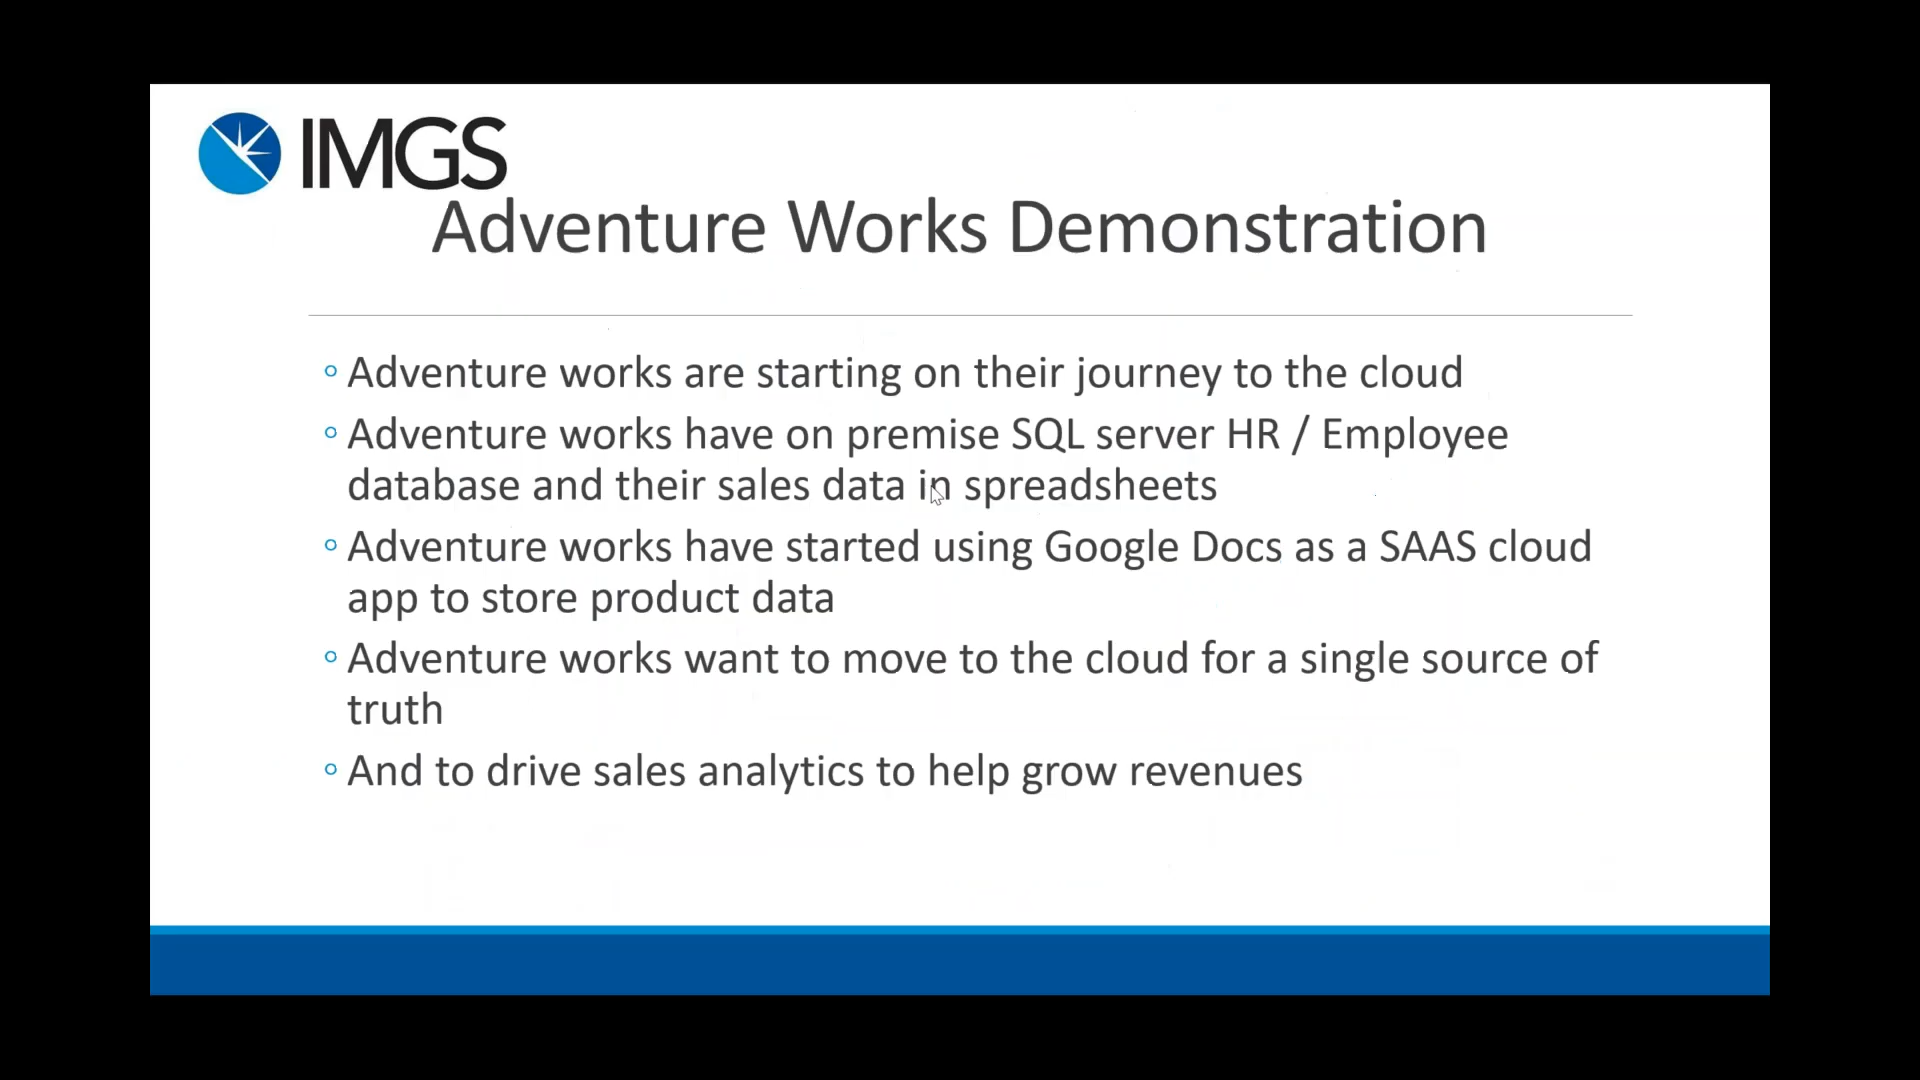 IMGS
Adventure Works Demonstration
Adventure works are starting on their journey to the cloud
Adventure works have on premise SQL server HR / Employee
database and their sales data in spreadsheets
Adventure works have started using Google Docs as a SAAS cloud
app to store product data
Adventure works want to move to the cloud for a single source of
truth
And to drive sales analytics to help grow revenues